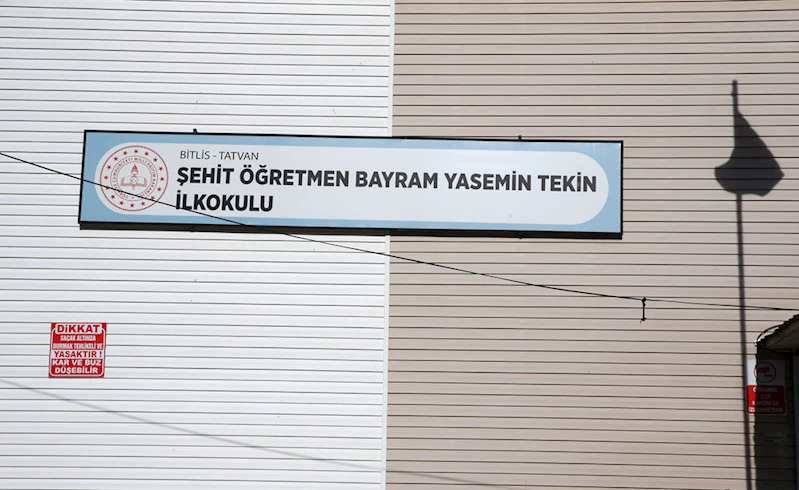 BİTLİS - TATVAN
ŞEHİT ÖĞRETMEN BAYRAM YASEMİN TEKİN
İLKOKULU
DİKKAT
SAÇAK ALTINDA
DURMAK TEHLİKELİ VE
YASAKTIR !
KAR VE BUZ
DÜŞEBİLİR